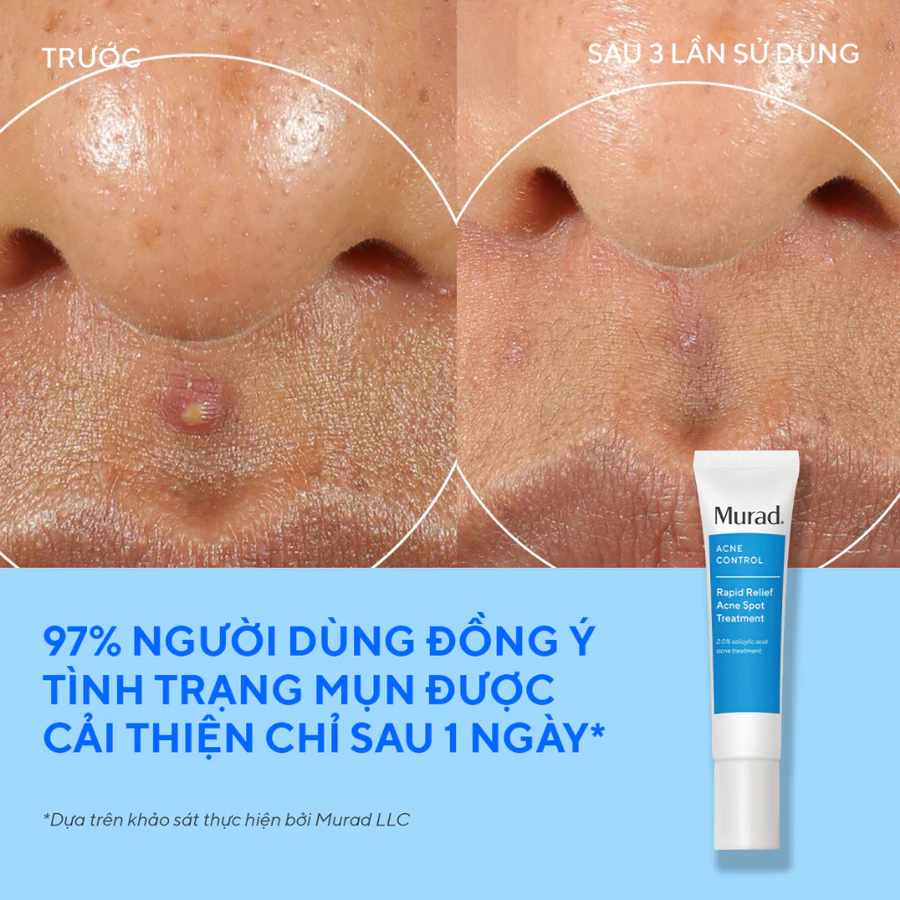 TRƯỚC
SAU 3 LẦN SỬ DỤNG
Murad.
ACNE
CONTROL
Rapid Relief
Acne Spot
Treatment
2.0% salicylic acid
acne treatment
97% NGƯỜI DÙNG ĐỒNG Ý
TÌNH TRẠNG MỤN ĐƯỢC
CẢI THIỆN CHỈ SAU 1 NGÀY*
*Dựa trên khảo sát thực hiện bởi Murad LLC